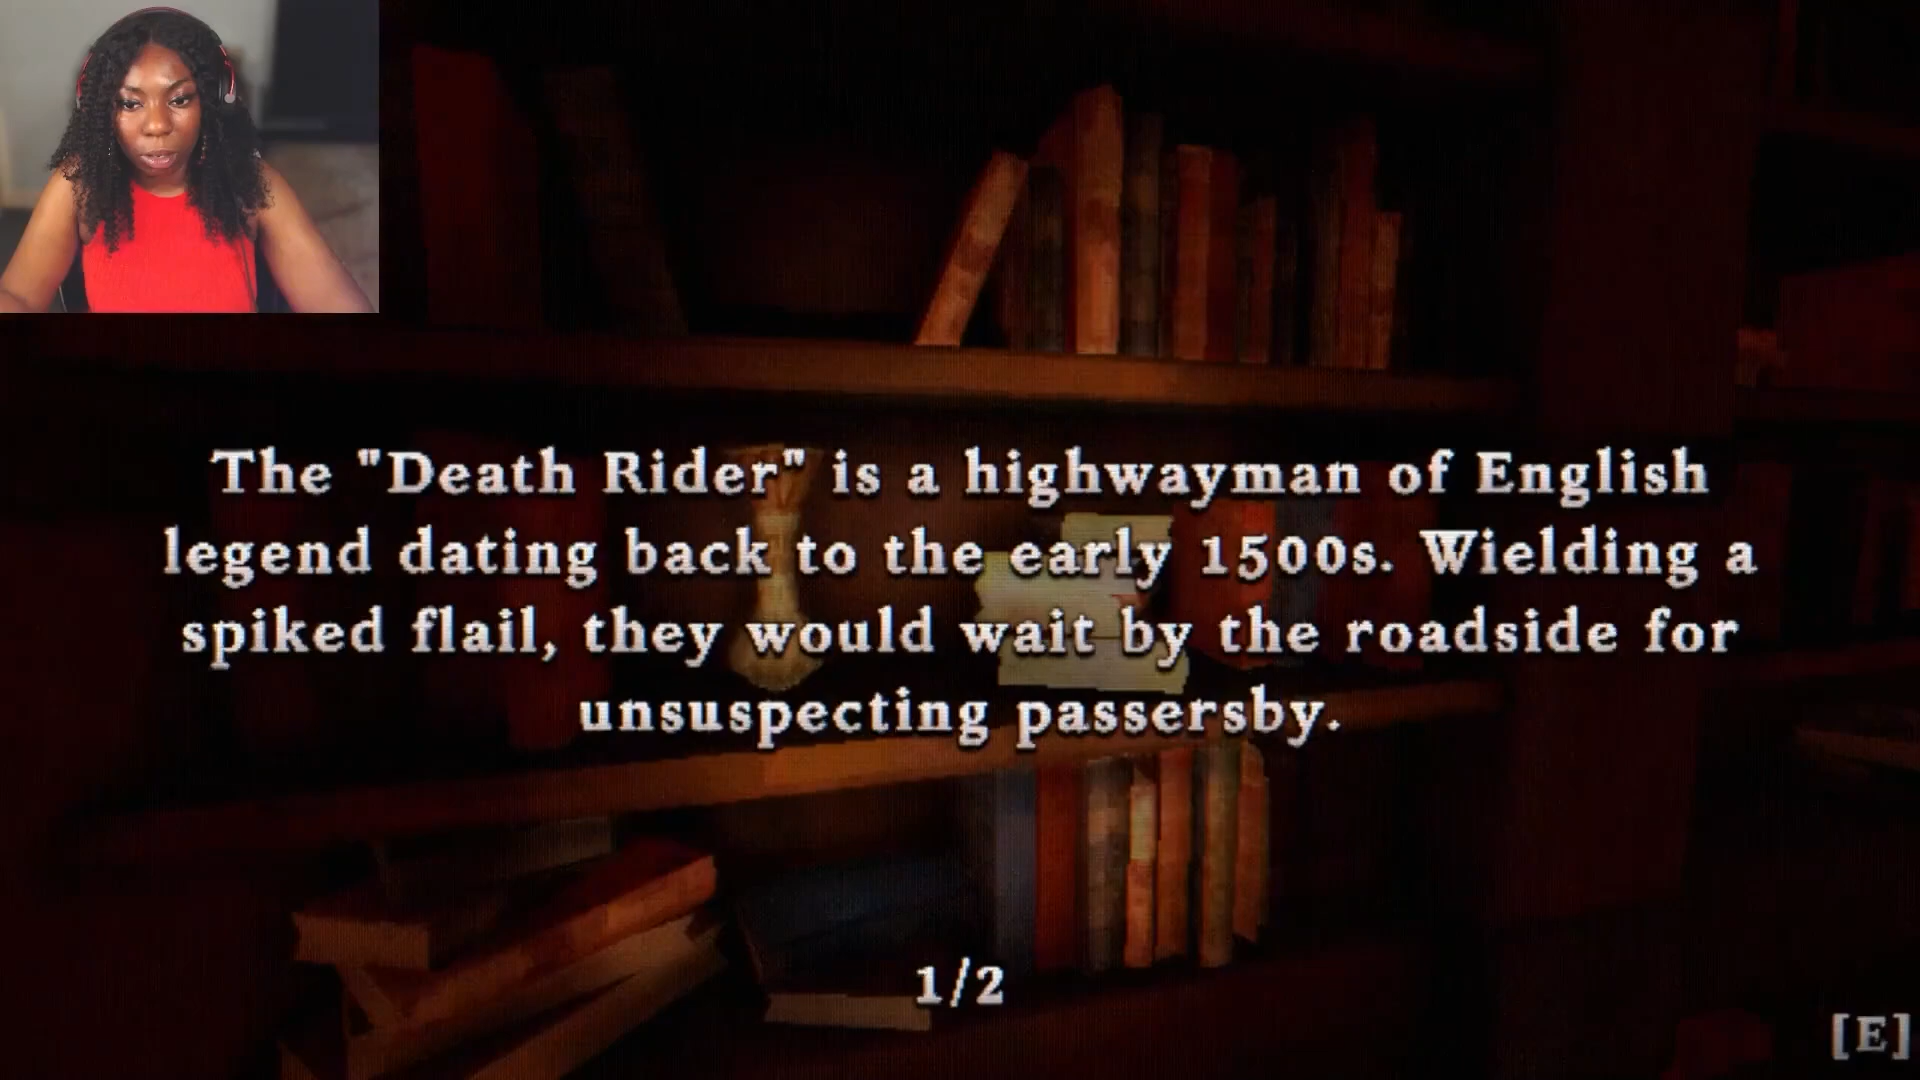 The "Death Rider" is a highwayman of English
legend dating back to the early 1500s. Wielding a
spiked flail, they would wait by the roadside for
unsuspecting passersby.
1/2
[E]